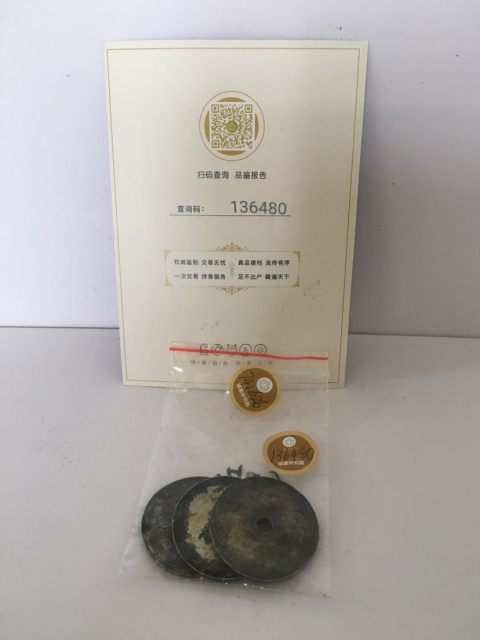 扫码查询 品鉴报告
查询码： 136480
权威鉴别 交易无忧 真品建档 流传有序
一次交易 终身服务 足不出户 藏遍天下
136480